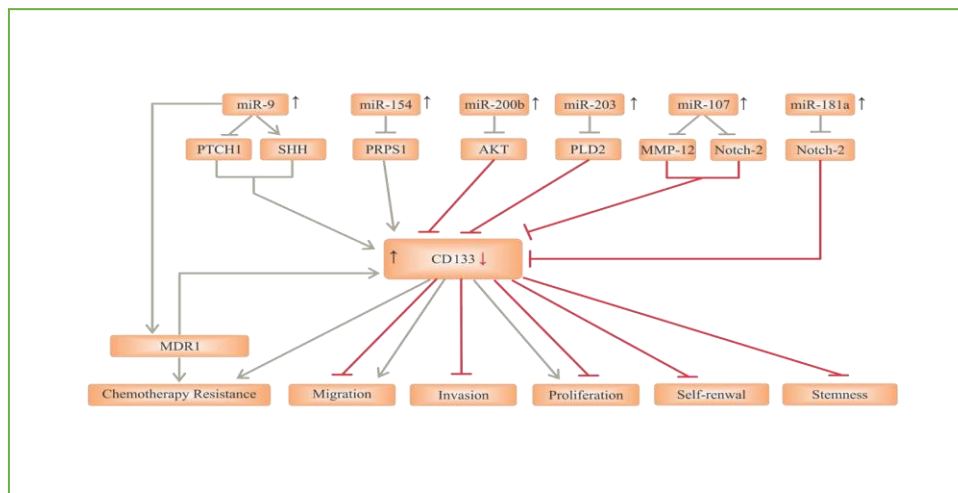 miR-9 ↑ miR-154 ↑ miR-200b ↑ miR-203 ↑ miR-107 ↑ miR-181a ↑
PTCH1 SHH PRPS1 AKT PLD2 MMP-12 Notch-2 Notch-2
↑ CD133 ↓
MDR1
Chemotherapy Resistance Migration Invasion Proliferation Self-renwal Stemness